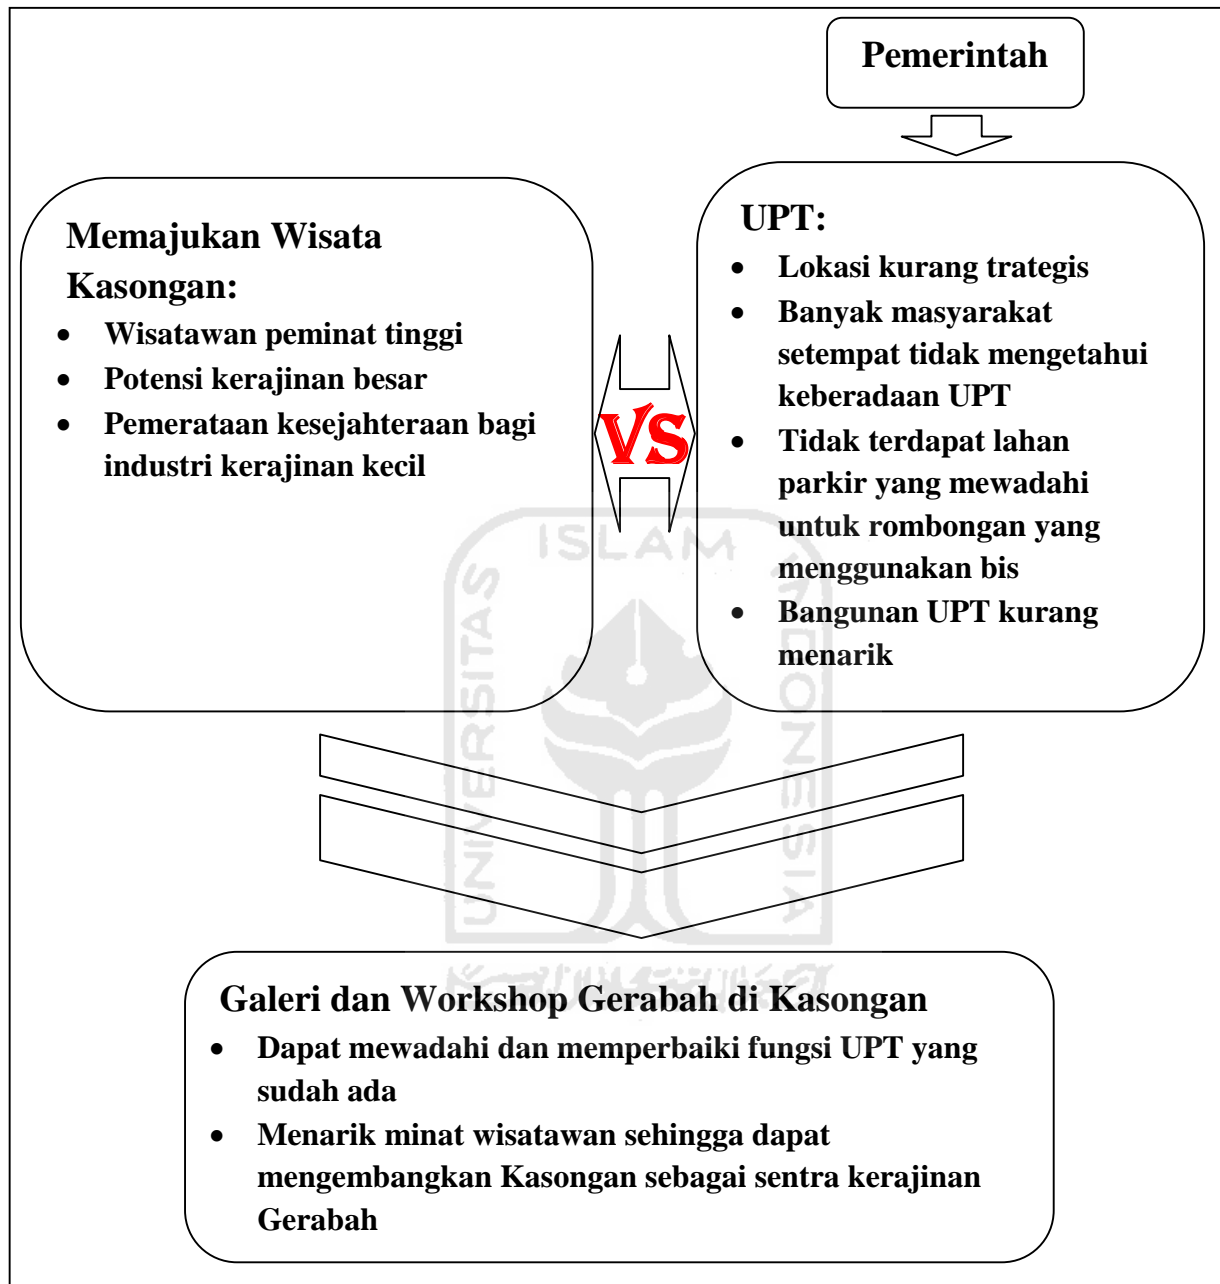 Pemerintah
Memajukan Wisata
Kasongan:
• Wisatawan peminat tinggi
• Potensi kerajinan besar
• Pemerataan kesejahteraan bagi
industri kerajinan kecil
VS
UPT:
• Lokasi kurang trategis
• Banyak masyarakat
setempat tidak mengetahui
keberadaan UPT
• Tidak terdapat lahan
parkir yang mewadahi
untuk rombongan yang
menggunakan bis
• Bangunan UPT kurang
menarik
ISLAM
UNIVERSITAS
INDONESIA
Galeri dan Workshop Gerabah di Kasongan
• Dapat mewadahi dan memperbaiki fungsi UPT yang
sudah ada
• Menarik minat wisatawan sehingga dapat
mengembangkan Kasongan sebagai sentra kerajinan
Gerabah